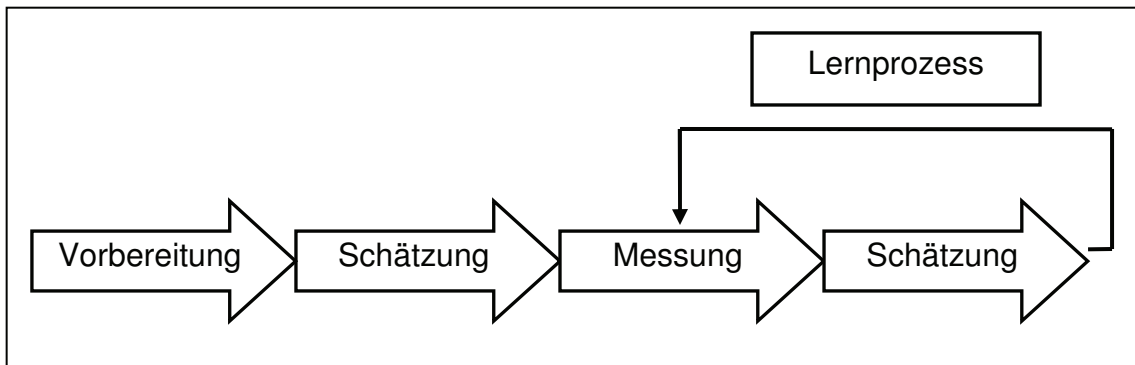 Lernprozess
Vorbereitung
Schätzung
Messung
Schätzung